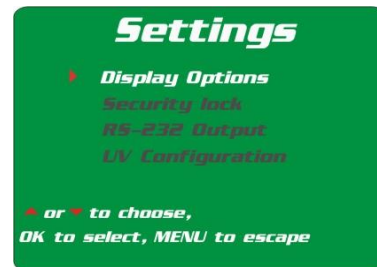 Settings
Display Options
Security lock
RS-232 Output
UV Configuration
or to choose,
OK to select, MENU to escape